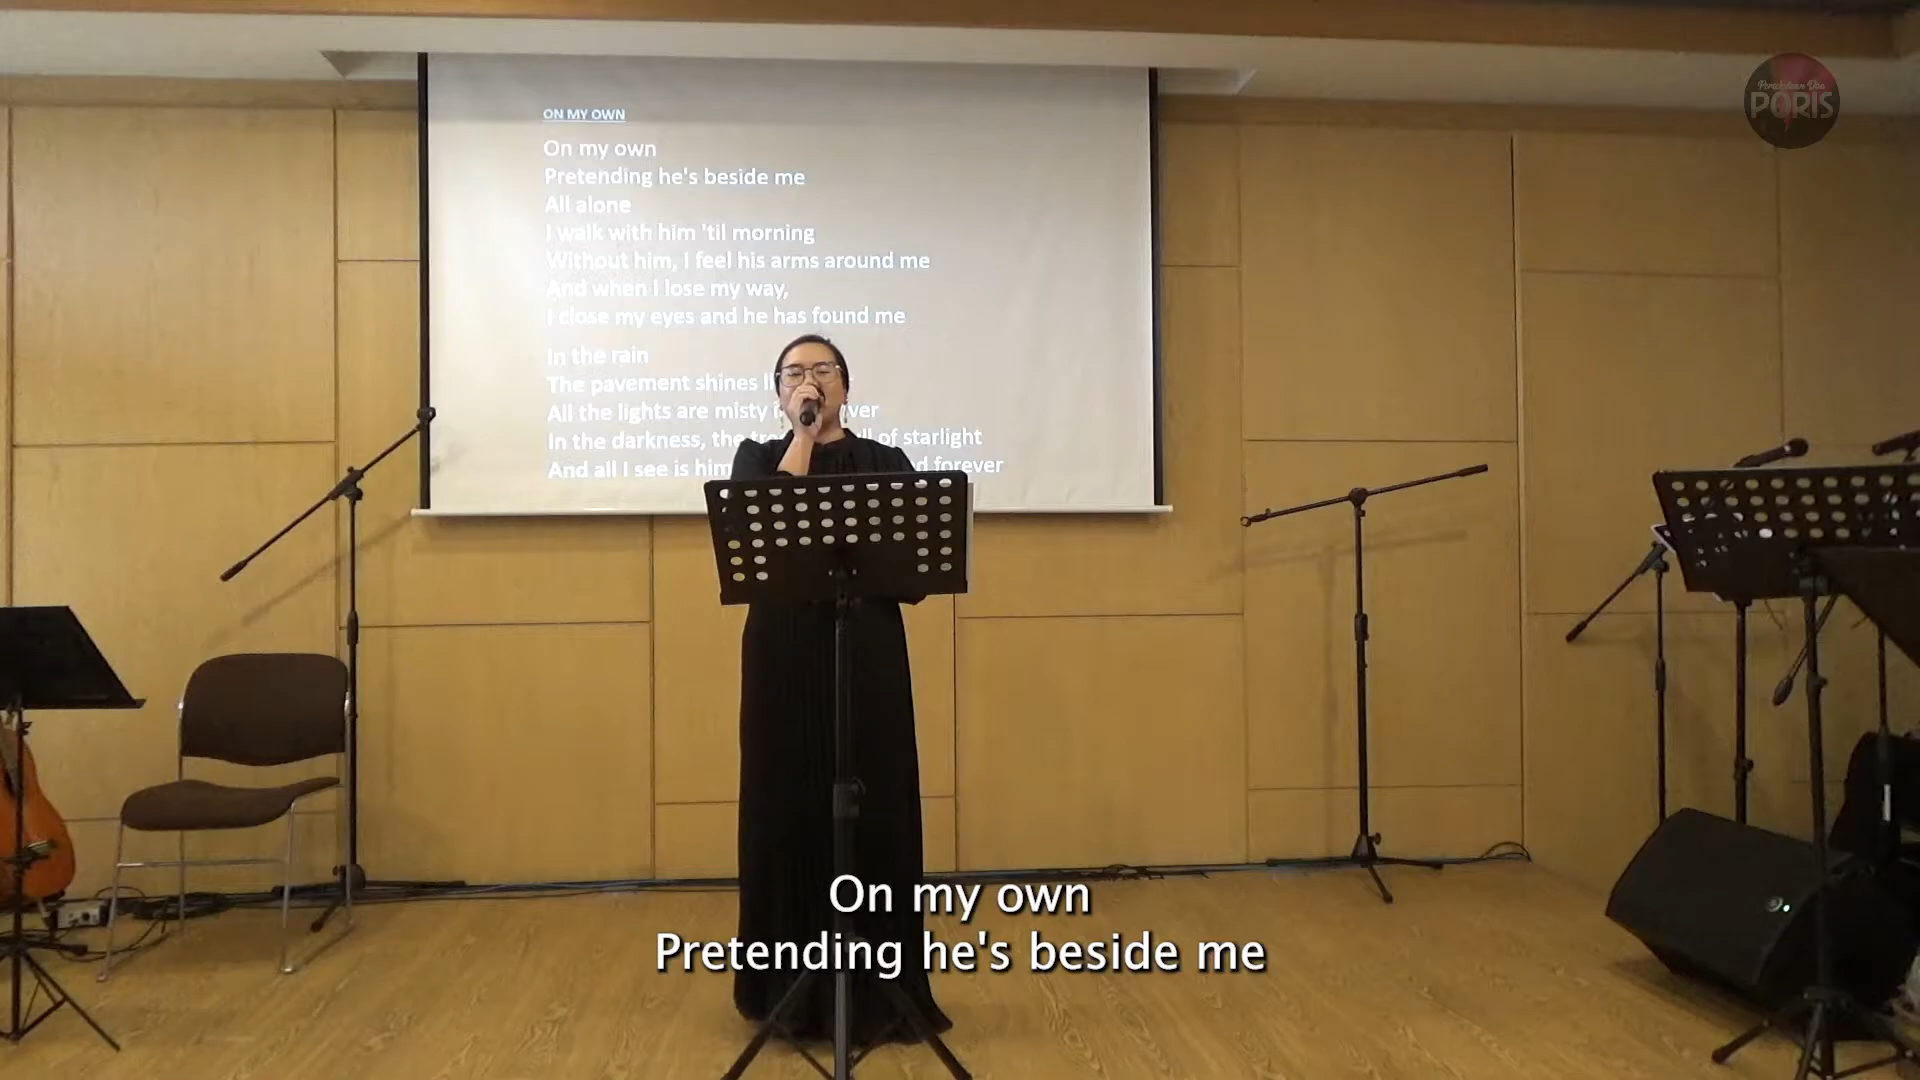 ON MY OWN
On my own
Pretending he's beside me
All alone
I walk with him 'til morning
Without him, I feel his arms around me
And when I lose my way,
I close my eyes and he has found me
In the rain
The pavement shines
All the lights are misty
In the darkness, the of starlight
And all I see is him forever
PORIS
On my own
Pretending he's beside me